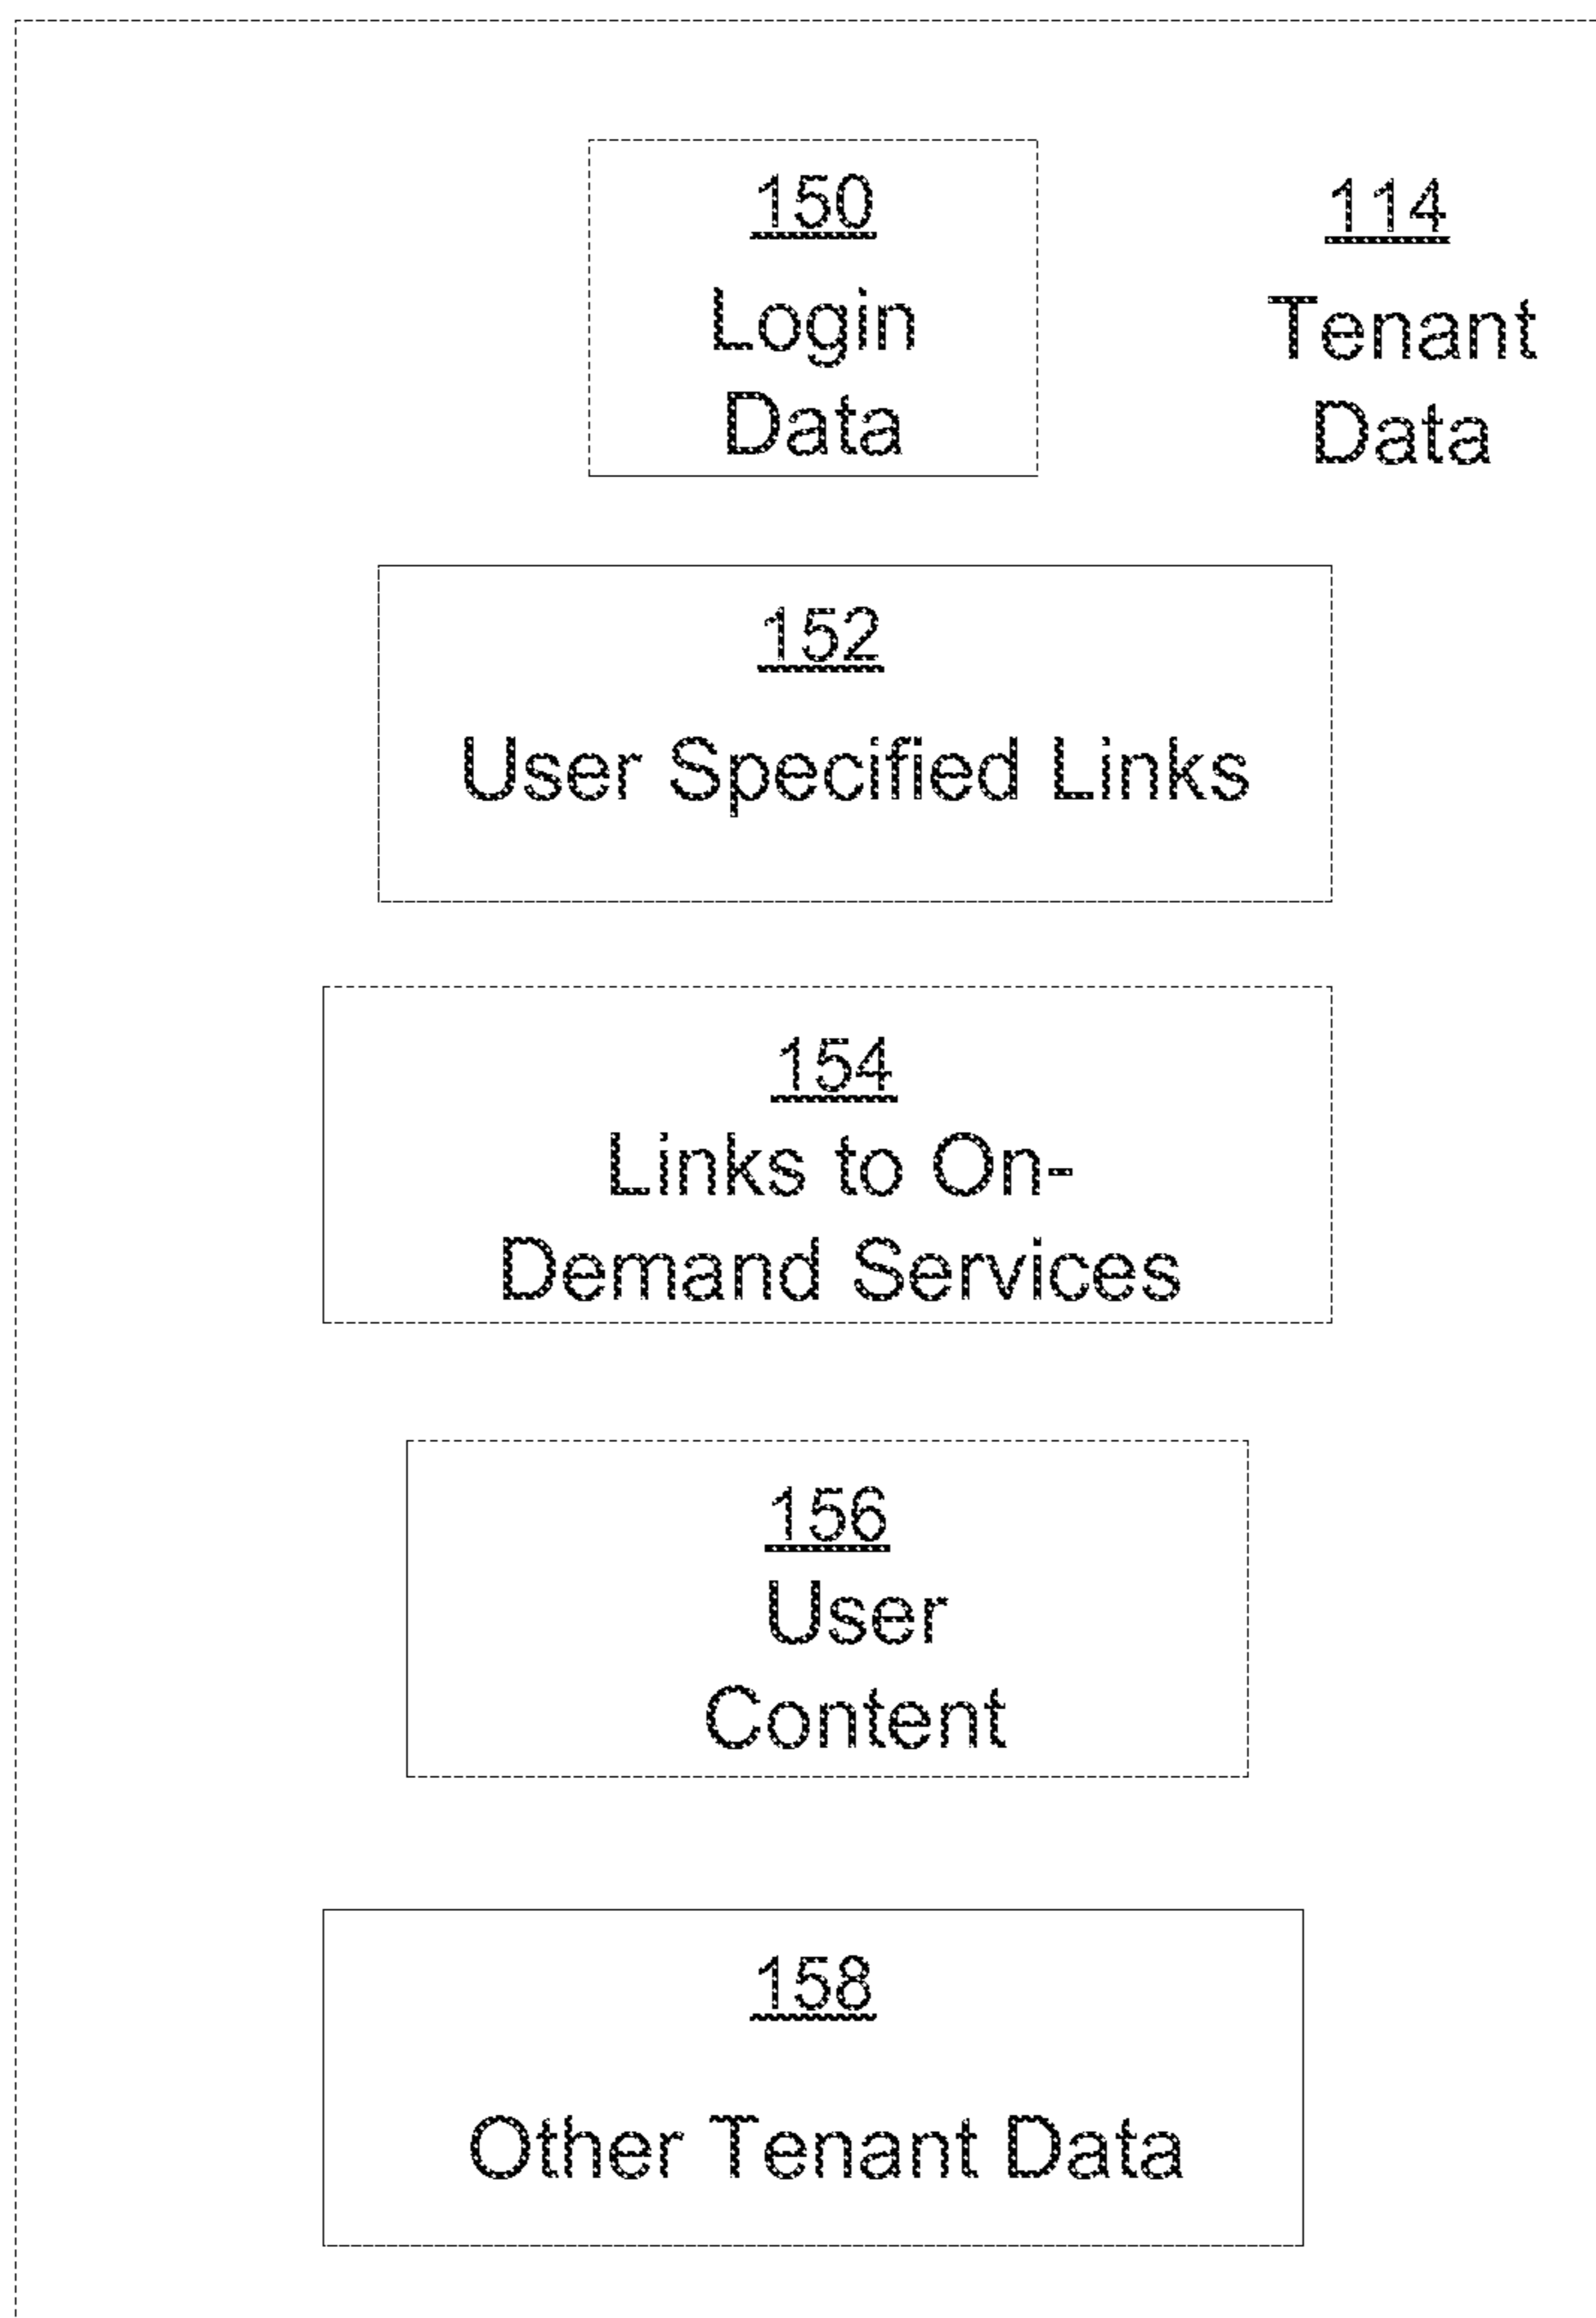 150
Login
Data
114
Tenant
Data
152
User Specified Links
154
Links to On-
Demand Services
156
User
Content
158
Other Tenant Data